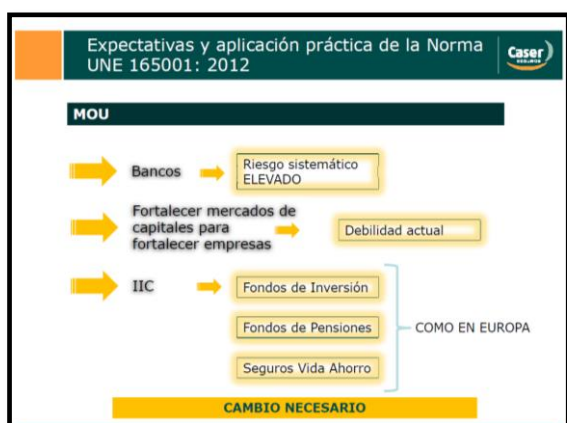 Expectativas y aplicación práctica de la Norma
UNE 165001: 2012
Caser
SEGUROS
MOU
Bancos
Riesgo sistemático
ELEVADO
Fortalecer mercados de
capitales para
fortalecer empresas
Debilidad actual
IIC
Fondos de Inversión
Fondos de Pensiones
COMO EN EUROPA
Seguros Vida Ahorro
CAMBIO NECESARIO